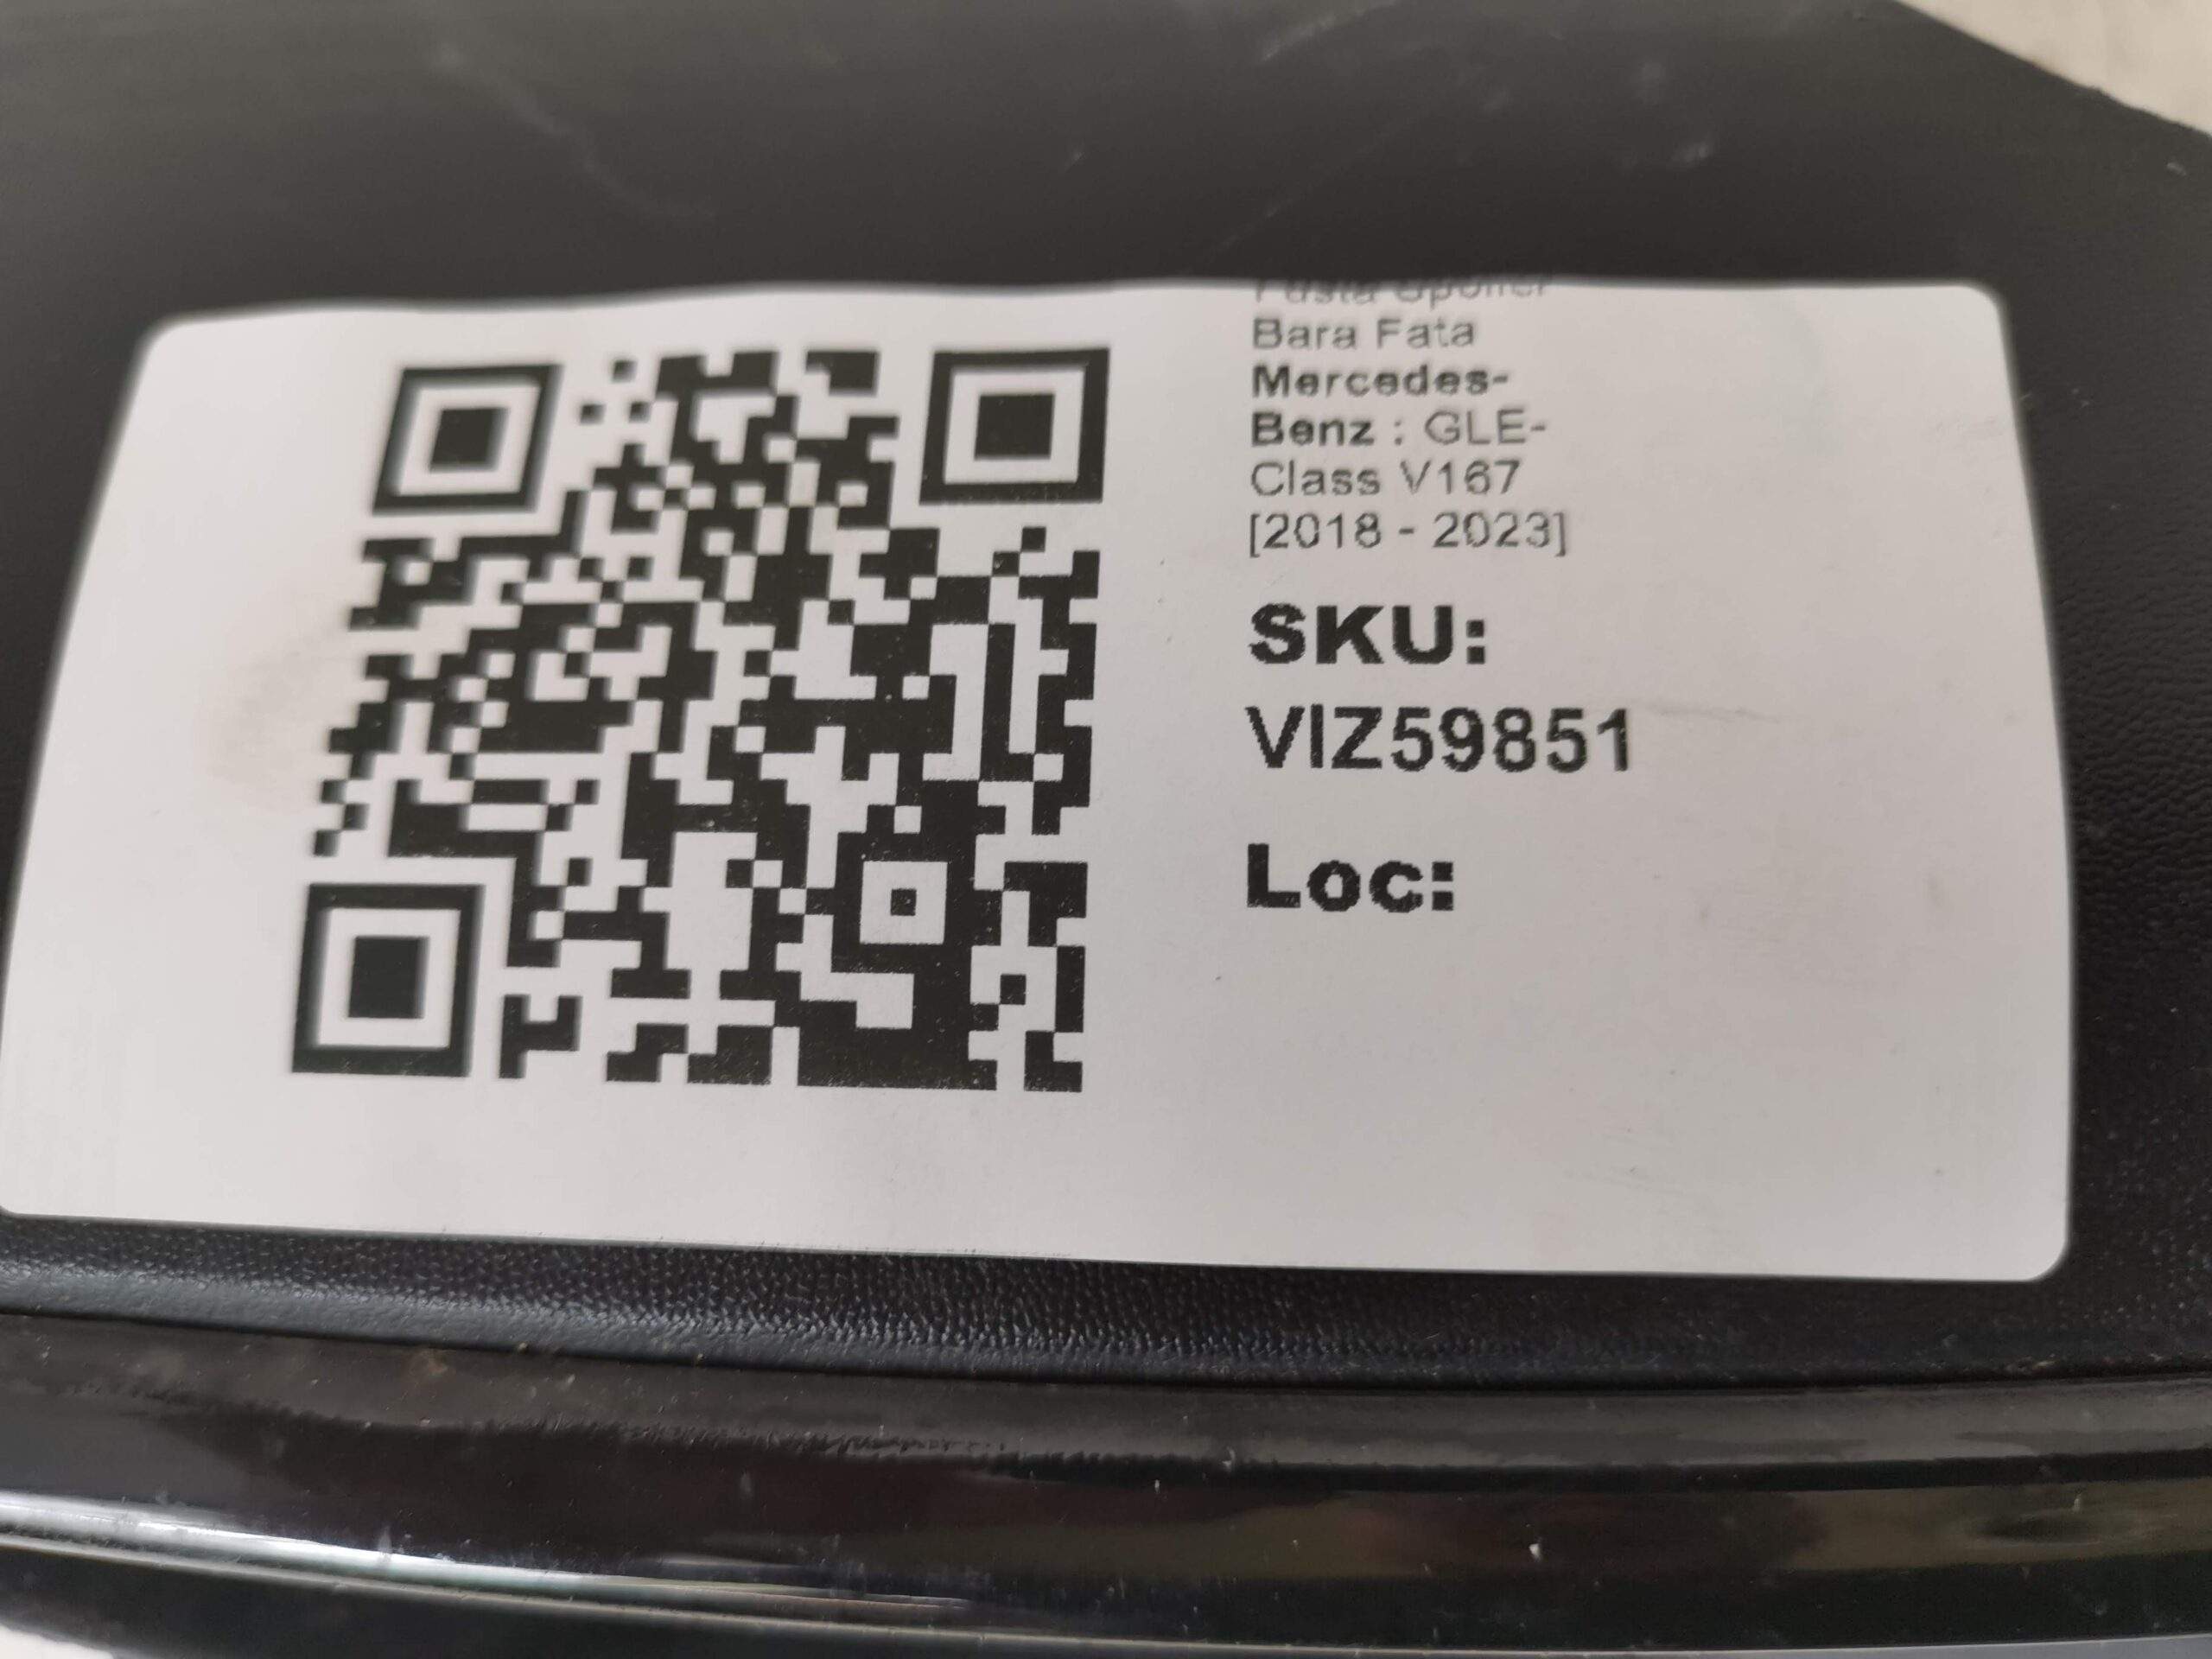 Bara Fata
Mercedes-
Benz : GLE-
Class V167
[2018 - 2023]
SKU:
VIZ59851
Loc: